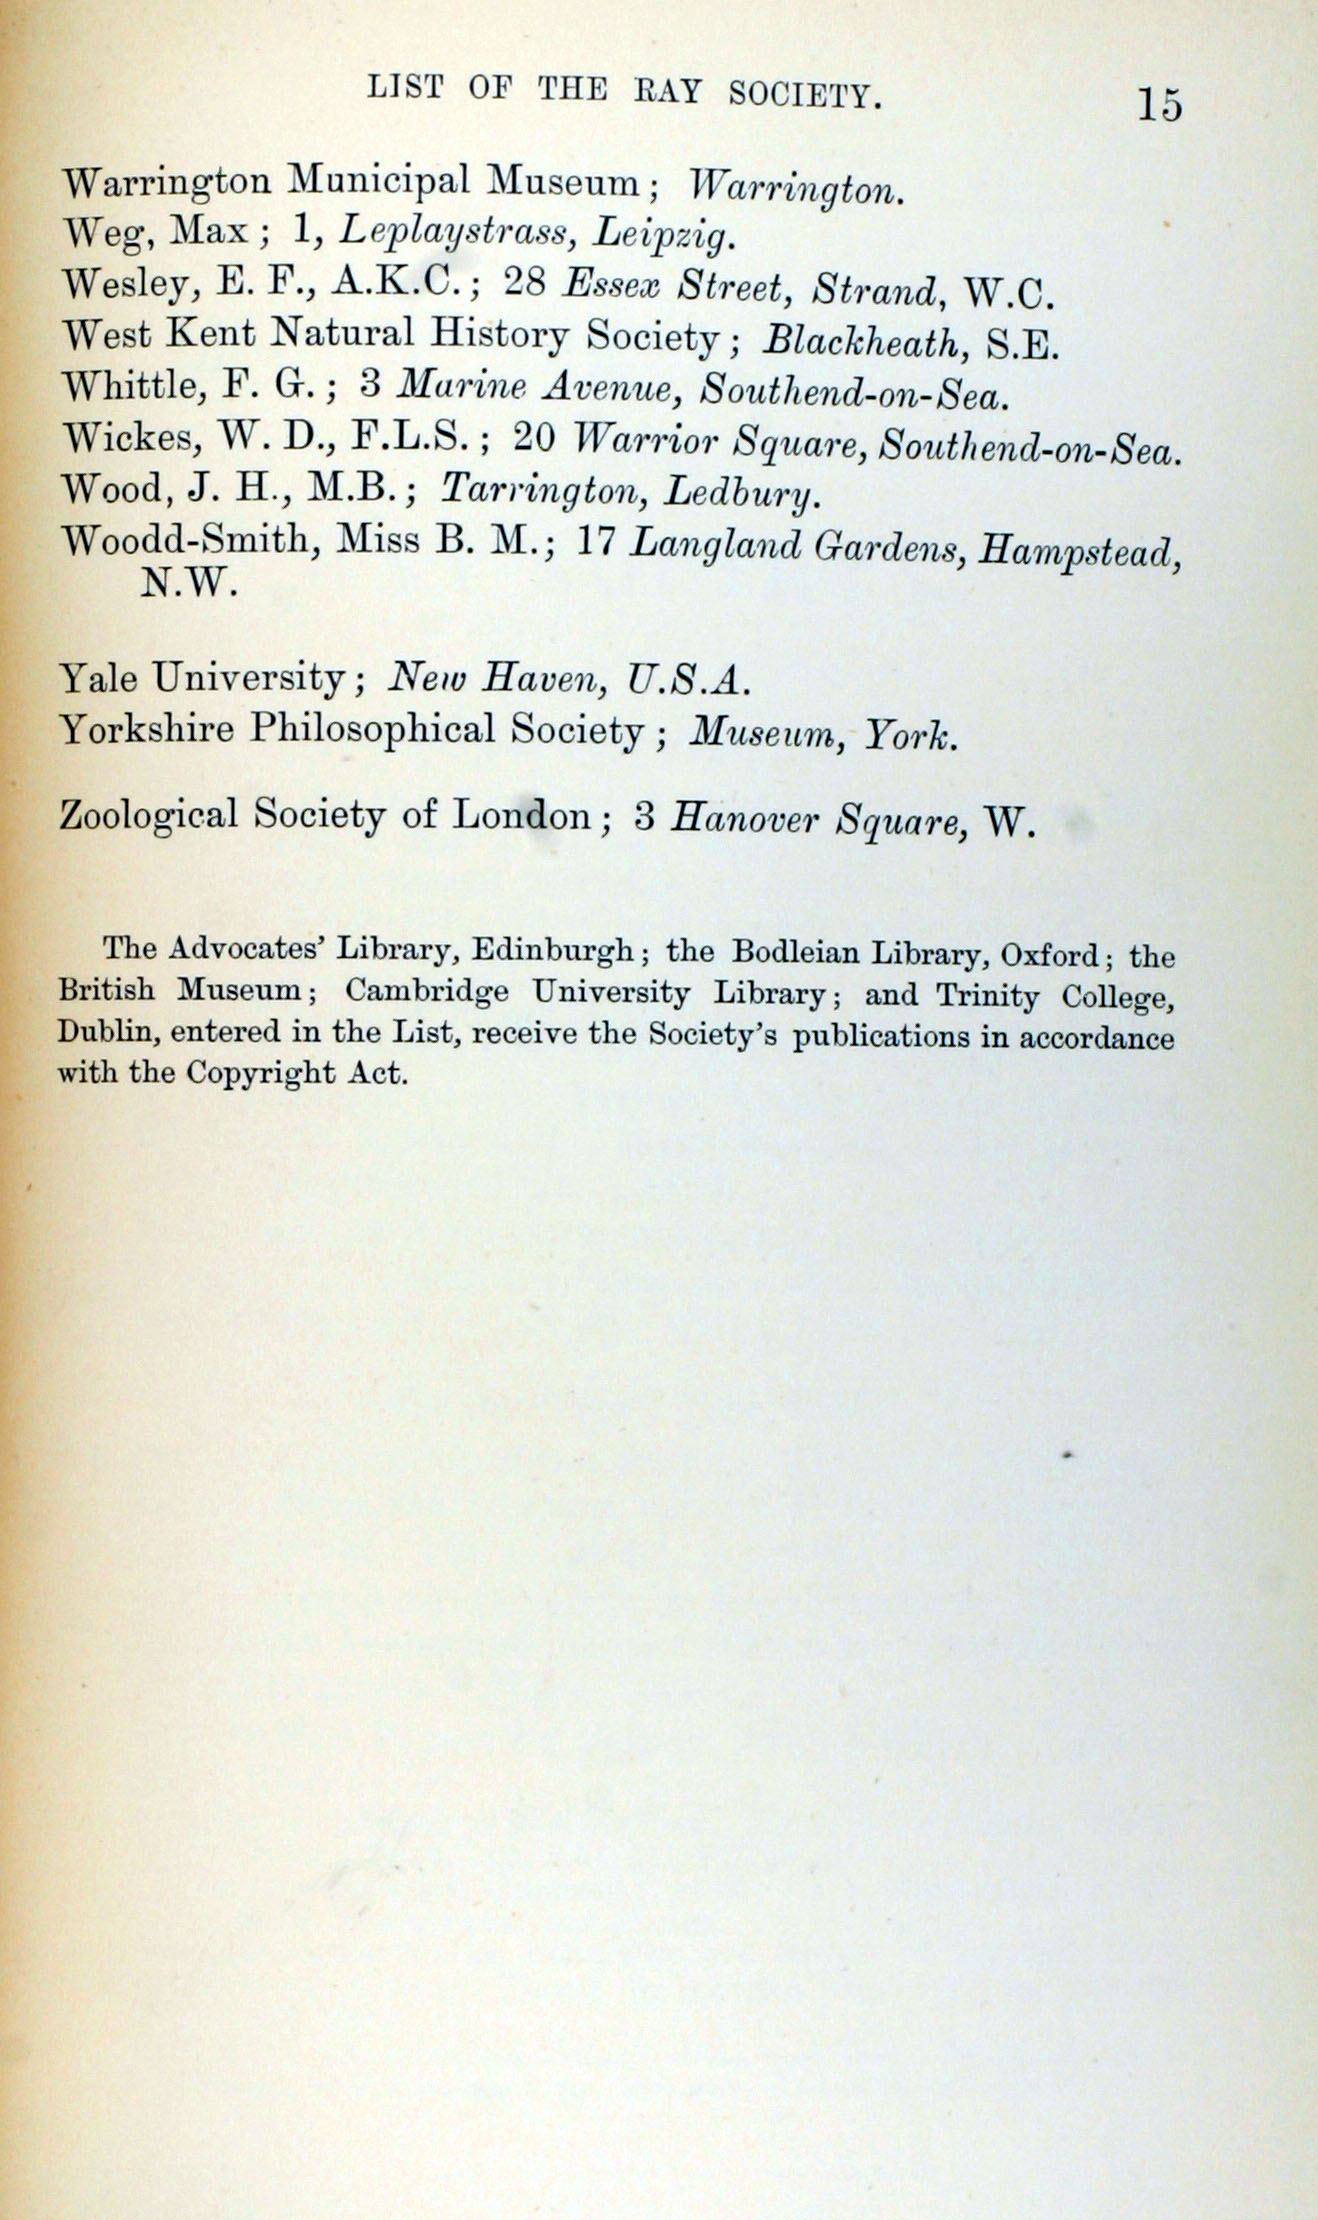 LIST OF THE RAY SOCIETY.
15
Warrington Municipal Museum; Warrington.
Weg, Max; 1, Leplaystrass, Leipzig.
Wesley, E. F., A.K.C.; 28 Essex Street, Strand, W.C.
West Kent Natural History Society; Blackheath, S.E.
Whittle, F. G.; 3 Marine Avenue, Southend-on-Sea.
Wickes, W. D., F.L.S.; 20 Warrior Square, Southend-on-Sea.
Wood, J. H., M.B.; Tarrington, Ledbury.
Woodd-Smith, Miss B. M.; 17 Langland Gardens, Hampstead,
N.W.
Yale University; New Haven, U.S.A.
Yorkshire Philosophical Society; Museum, York.
Zoological Society of London; 3 Hanover Square, W.
The Advocates' Library, Edinburgh; the Bodleian Library, Oxford; the
British Museum; Cambridge University Library; and Trinity College,
Dublin, entered in the List, receive the Society's publications in accordance
with the Copyright Act.